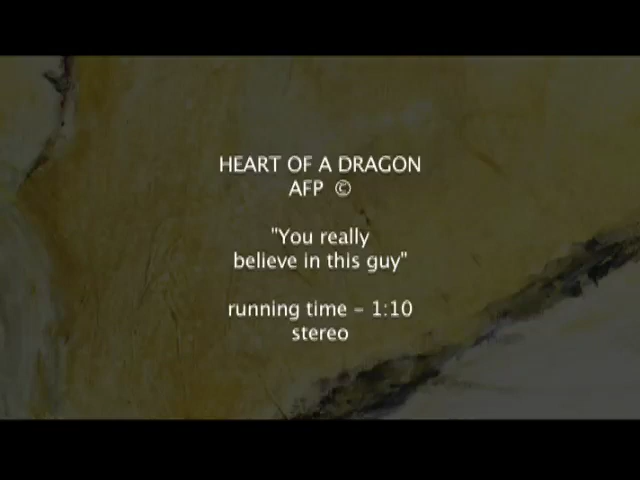 HEART OF A DRAGON
AFP ©
"You really
believe in this guy"
running time - 1:10
stereo